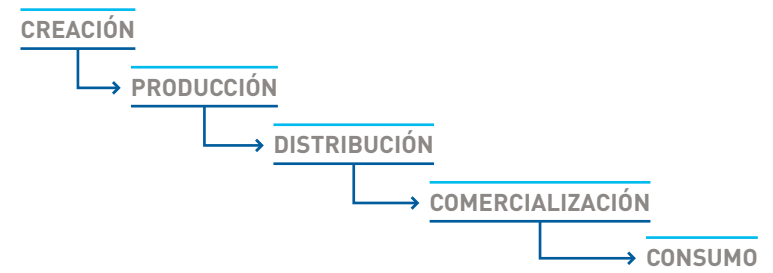 CREACIÓN
PRODUCCIÓN
DISTRIBUCIÓN
COMERCIALIZACIÓN
CONSUMO